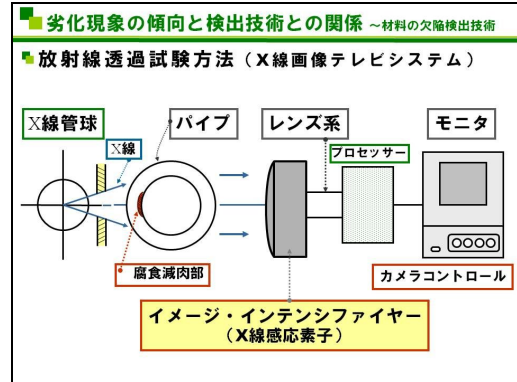 劣化現象の傾向と検出技術との関係 ～材料の欠陥検出技術
放射線透過試験方法（X線画像テレビシステム）
X線管球
X線
パイプ
レンズ系
プロセッサー
モニタ
腐食減肉部
カメラコントロール
イメージ・インテンシファイヤー
（X線感応素子）